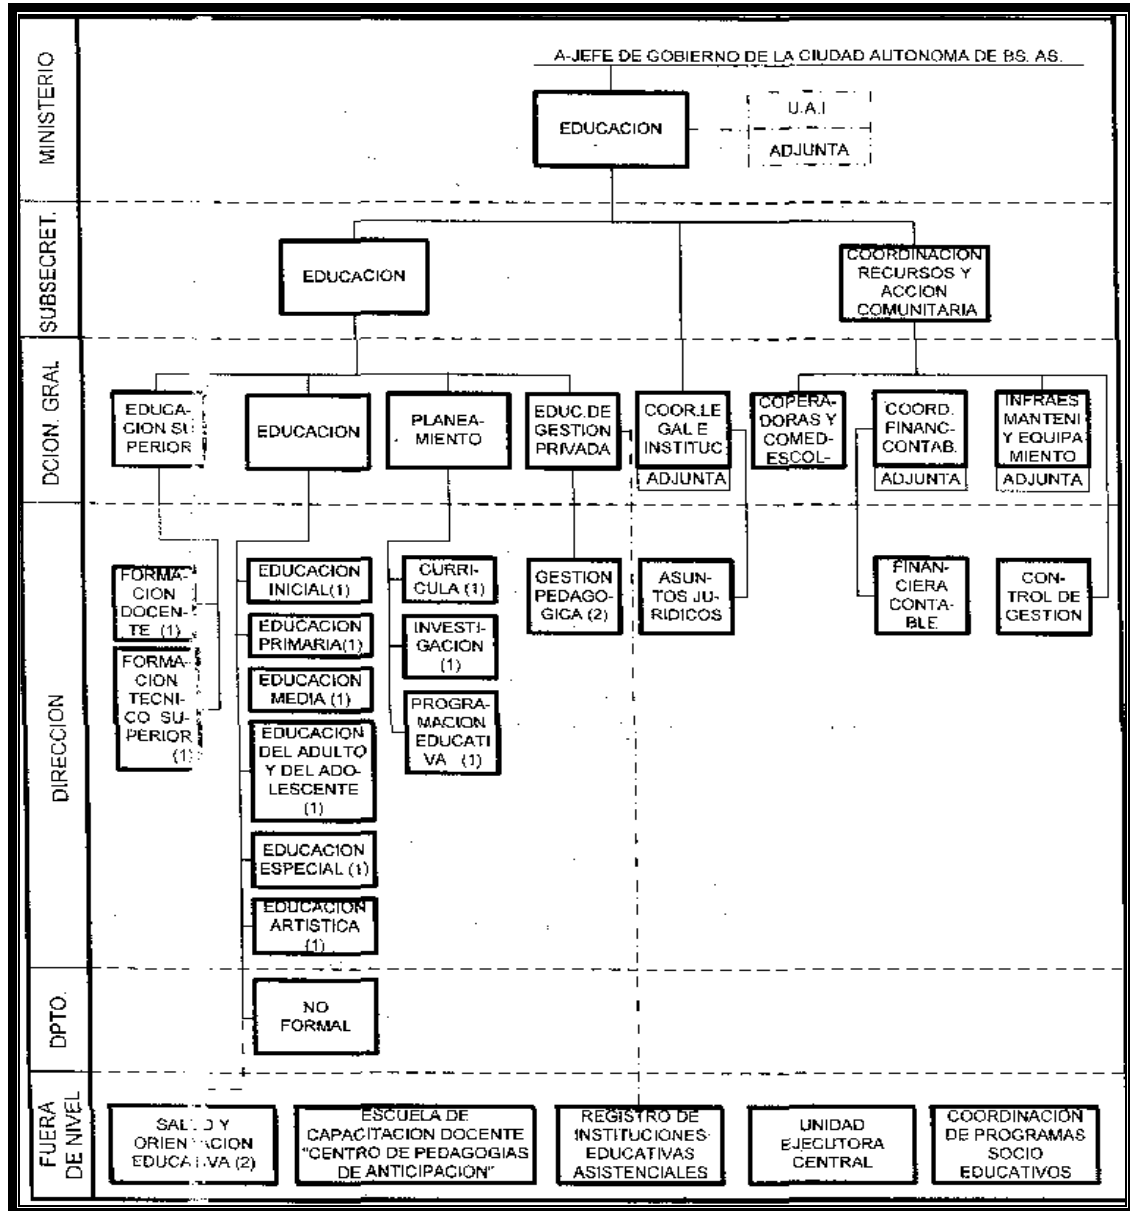 A-JEFE DE GOBIERNO DE LA CIUDAD AUTONOMA DE BS. AS.
MINISTERIO
EDUCACION
U.A.I
ADJUNTA
SUBSECRET.
EDUCACION
COORDINACION
RECURSOS Y
ACCION
COMUNITARIA
DCION. GRAL
EDUCA-
CION SU
PERIOR
EDUCACION
PLANEA-
MIENTO
EDUC.DE
GESTION
PRIVADA
COOR.LE
GAL E
INSTITUC
ADJUNTA
COPERA-
DORAS Y
COMED-
ESCOL-
COORD.
FINANC-
CONTAB.
ADJUNTA
INFRAES
MANTENI
Y EQUIPA
MIENTO
ADJUNTA
DIRECCION
FORMA-
CION
DOCEN-
TE (1)
FORMA-
CION
TECNI-
CO SU-
PERIOR
(1)
EDUCACION
INICIAL(1)
EDUCACION
PRIMARIA(1)
EDUCACION
MEDIA (1)
EDUCACION
DEL ADULTO
Y DEL ADO-
LESCENTE
(1)
EDUCACION
ESPECIAL (1)
EDUCACION
ARTISTICA
(1)
CURRI-
CULA (1)
INVESTI-
GACION
(1)
PROGRA-
MACION
EDUCATI
VA (1)
GESTION
PEDAGO-
GICA (2)
ASUN-
TOS JU-
RIDICOS
FINAN-
CIERA
CONTA-
BLE
CON-
TROL DE
GESTION
DPTO.
NO
FORMAL
FUERA
DE NIVEL
SALUD Y
ORIENTACION
EDUCATIVA (2)
ESCUELA DE
CAPACITACION DOCENTE
"CENTRO DE PEDAGOGIAS
DE ANTICIPACION"
REGISTRO DE
INSTITUCIONES
EDUCATIVAS
ASISTENCIALES
UNIDAD
EJECUTORA
CENTRAL
COORDINACIÓN
DE PROGRAMAS
SOCIO
EDUCATIVOS